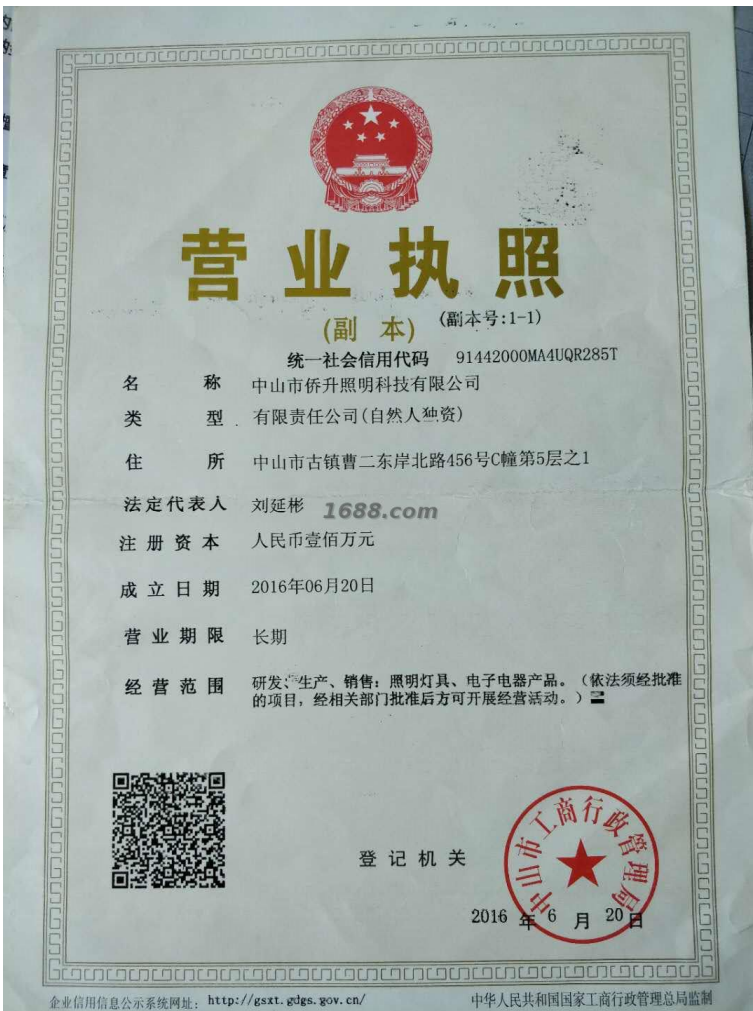 营业执照
(副 本) (副本号:1-1)
统一社会信用代码 91442000MA4UQR285T
名 称 中山市侨升照明科技有限公司
类 型 有限责任公司(自然人独资)
住 所 中山市古镇曹二东岸北路456号C幢第5层之1
法定代表人 刘延彬
1688.com
注册资本 人民币壹佰万元
成立日期 2016年06月20日
营业期限 长期
经营范围 研发、生产、销售：照明灯具、电子电器产品。（依法须经批准
的项目，经相关部门批准后方可开展经营活动。）
登记机关
中山市工商行政管理局
2016 年 6 月 20 日
企业信用信息公示系统网址：http://gsxt.gdgs.gov.cn/ 中华人民共和国国家工商行政管理总局监制